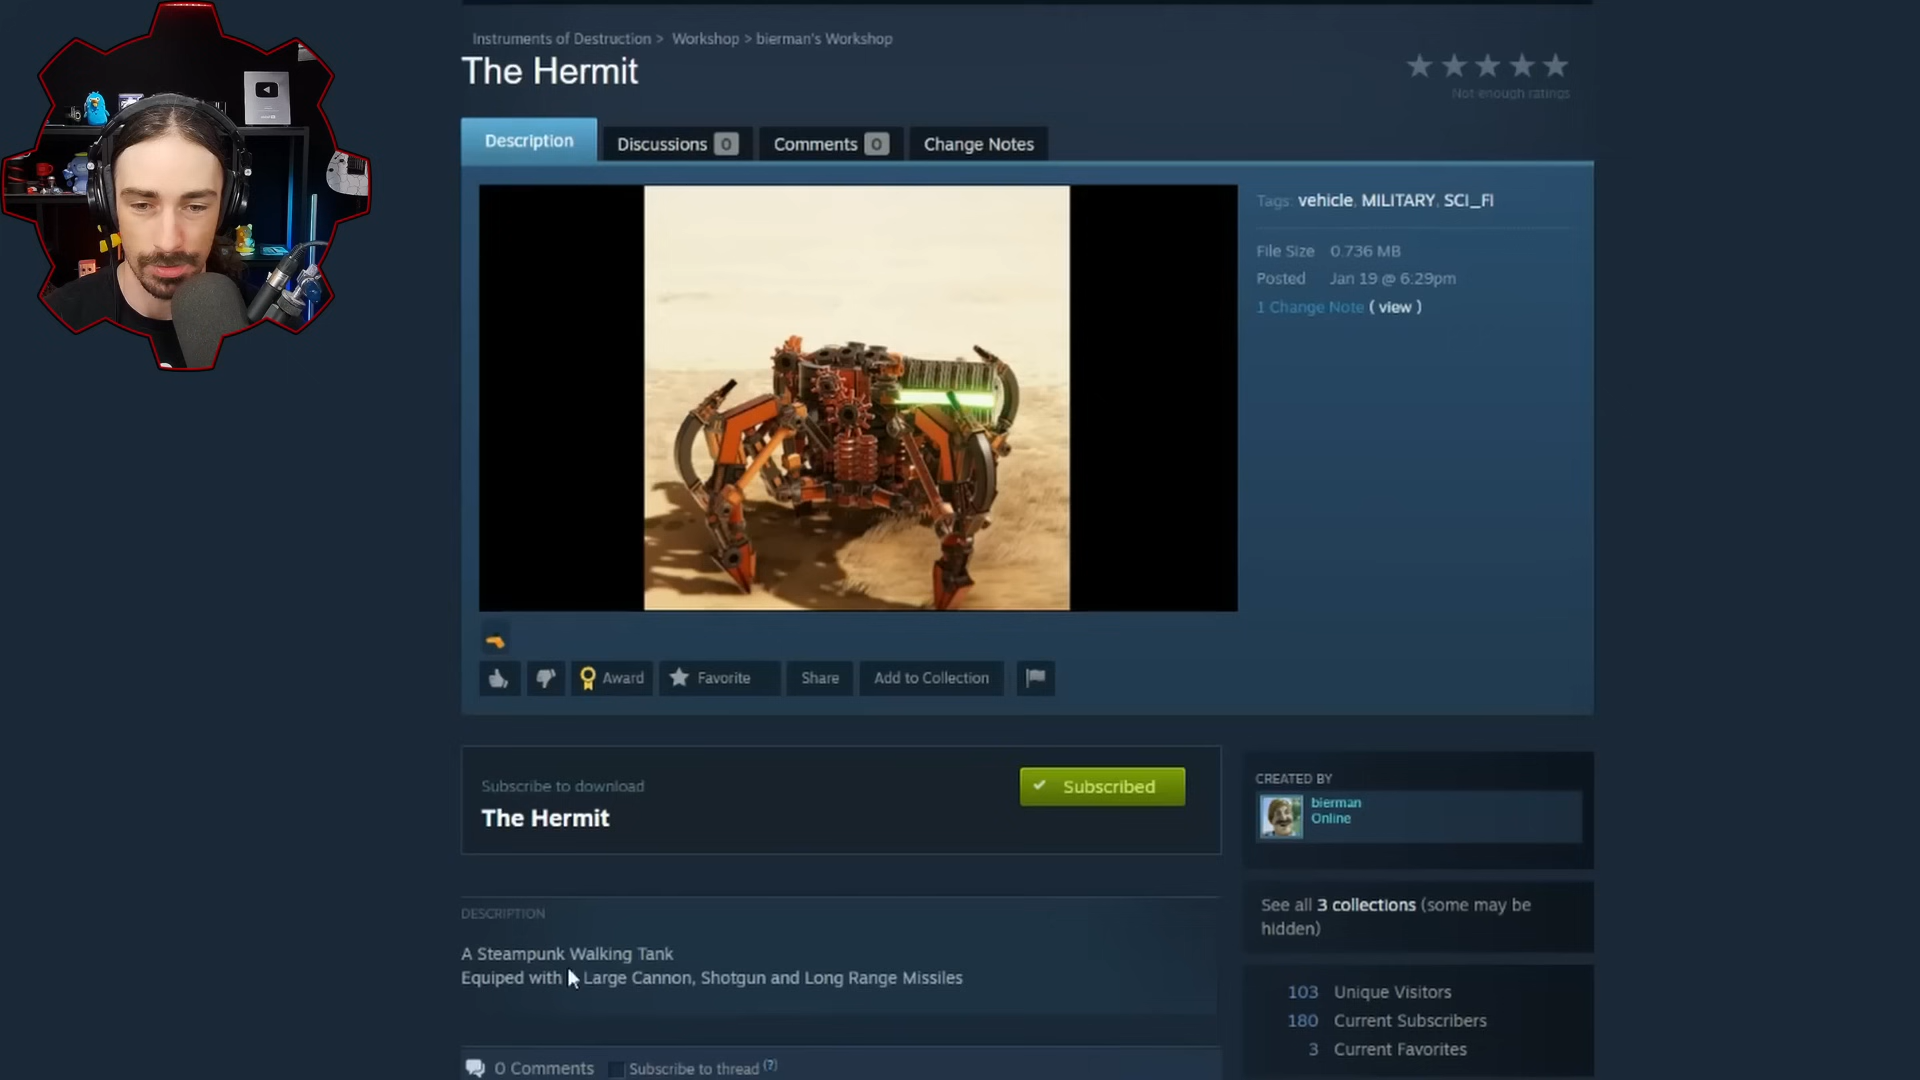 Instruments of Destruction > Workshop > bierman's Workshop
The Hermit
Not enough ratings
Description
Discussions 0
Comments 0
Change Notes
Tags: vehicle, MILITARY, SCI_FI
File Size 0.736 MB
Posted Jan 19 @ 6:29pm
1 Change Note ( view )
Award
Favorite
Share
Add to Collection
Subscribe to download
The Hermit
Subscribed
CREATED BY
bierman
Online
See all 3 collections (some may be
hidden)
DESCRIPTION
A Steampunk Walking Tank
Equiped with Large Cannon, Shotgun and Long Range Missiles
103 Unique Visitors
180 Current Subscribers
3 Current Favorites
0 Comments
Subscribe to thread (?)